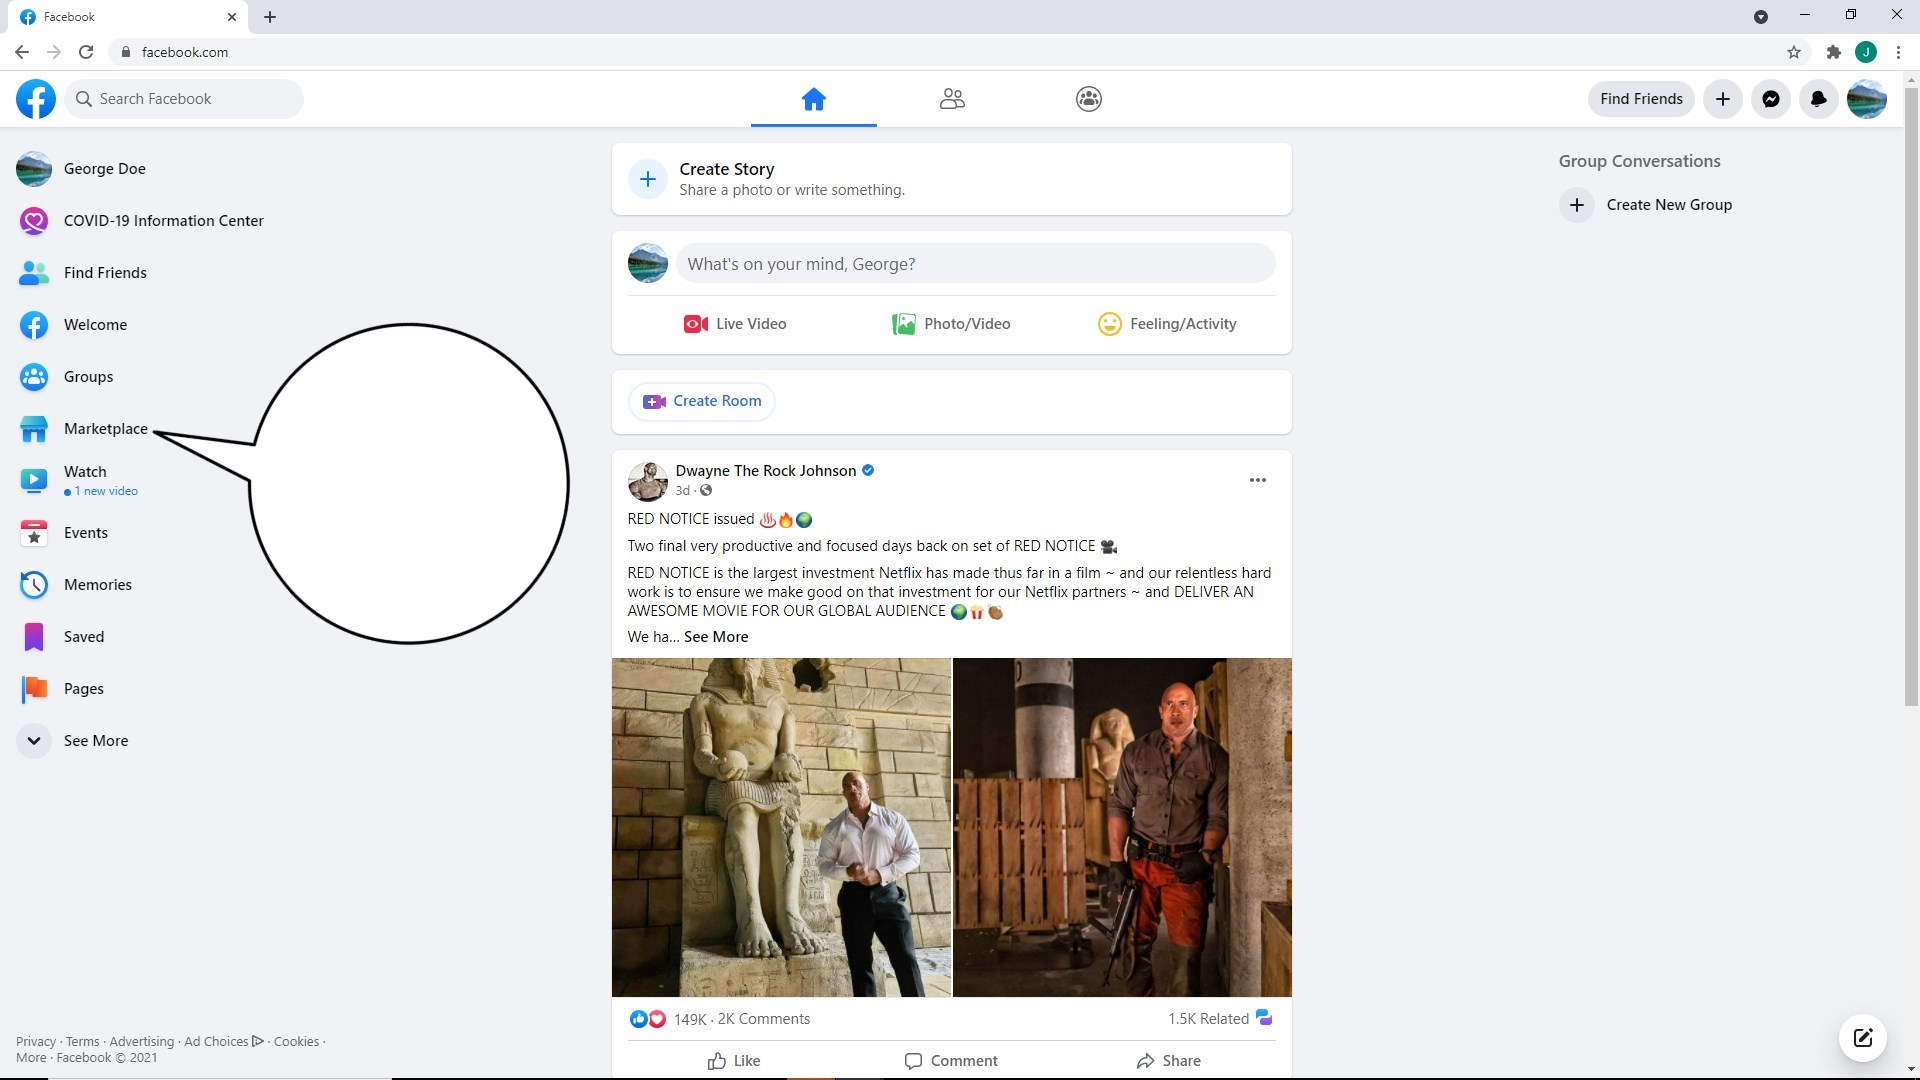 Facebook
facebook.com
Search Facebook
Find Friends
J
George Doe
COVID-19 Information Center
Find Friends
Welcome
Groups
Marketplace
Watch
1 new video
Events
Memories
Saved
Pages
See More
Privacy · Terms · Advertising · Ad Choices · Cookies ·
More · Facebook © 2021
Create Story
Share a photo or write something.
What's on your mind, George?
Live Video
Photo/Video
Feeling/Activity
Create Room
Dwayne The Rock Johnson
3d ·
RED NOTICE issued ♨️🔥🌍
Two final very productive and focused days back on set of RED NOTICE 🎥
RED NOTICE is the largest investment Netflix has made thus far in a film ~ and our relentless hard
work is to ensure we make good on that investment for our Netflix partners ~ and DELIVER AN
AWESOME MOVIE FOR OUR GLOBAL AUDIENCE 🌍🍿👏🏾
We ha... See More
149K · 2K Comments
1.5K Related
Like
Comment
Share
Group Conversations
Create New Group